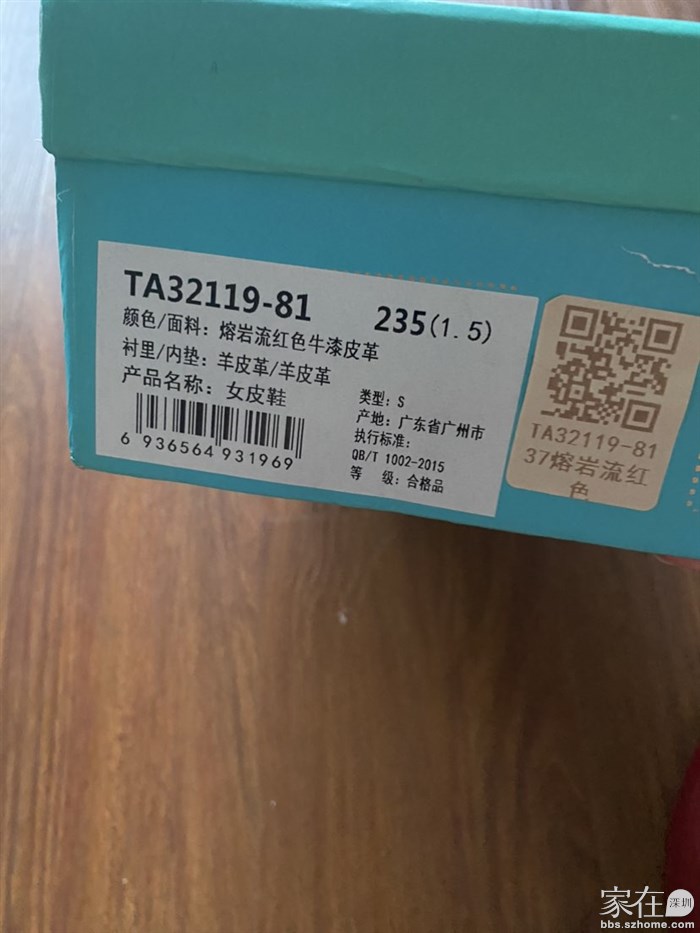 TA32119-81 235(1.5)
颜色/面料: 熔岩流红色牛漆皮革
衬里/内垫: 羊皮革/羊皮革
产品名称: 女皮鞋
6 936564 931969
类型: S
产地: 广东省广州市
执行标准:
QB/T 1002-2015
等 级: 合格品
TA32119-81
37熔岩流红
色
家在深圳
bbs.szhome.com